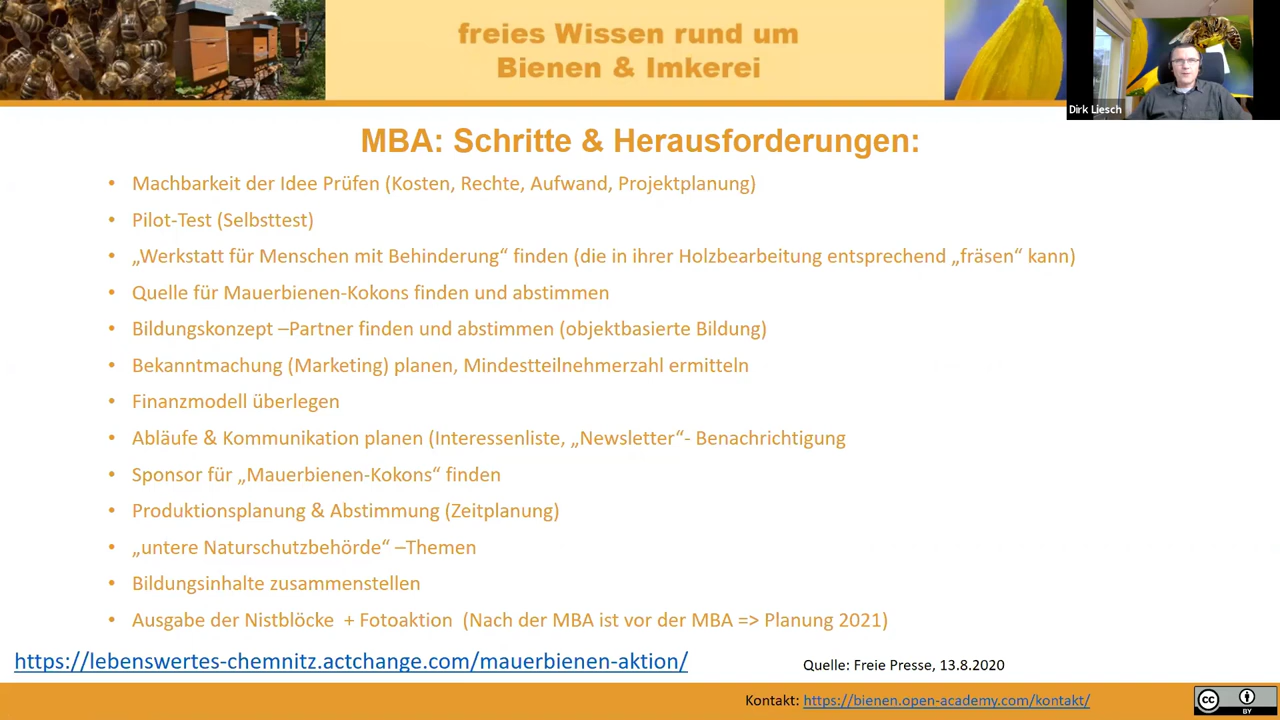 freies Wissen rund um
Bienen & Imkerei
Dirk Liesch
MBA: Schritte & Herausforderungen:
• Machbarkeit der Idee Prüfen (Kosten, Rechte, Aufwand, Projektplanung)
• Pilot-Test (Selbsttest)
• „Werkstatt für Menschen mit Behinderung“ finden (die in ihrer Holzbearbeitung entsprechend „fräsen“ kann)
• Quelle für Mauerbienen-Kokons finden und abstimmen
• Bildungskonzept –Partner finden und abstimmen (objektbasierte Bildung)
• Bekanntmachung (Marketing) planen, Mindestteilnehmerzahl ermitteln
• Finanzmodell überlegen
• Abläufe & Kommunikation planen (Interessenliste, „Newsletter“- Benachrichtigung
• Sponsor für „Mauerbienen-Kokons“ finden
• Produktionsplanung & Abstimmung (Zeitplanung)
• „untere Naturschutzbehörde“ –Themen
• Bildungsinhalte zusammenstellen
• Ausgabe der Nistblöcke + Fotoaktion (Nach der MBA ist vor der MBA => Planung 2021)
https://lebenswertes-chemnitz.actchange.com/mauerbienen-aktion/
Quelle: Freie Presse, 13.8.2020
Kontakt: https://bienen.open-academy.com/kontakt/
CC BY